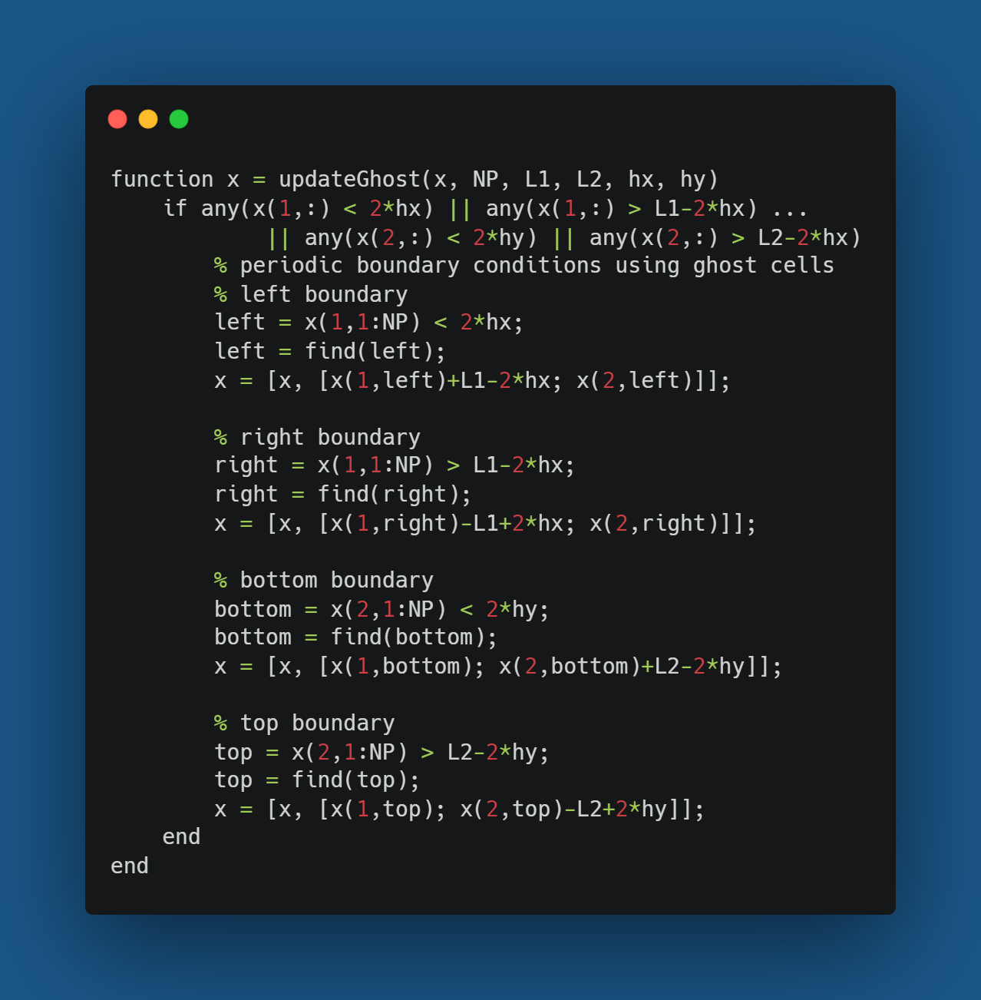 function x = updateGhost(x, NP, L1, L2, hx, hy)
    if any(x(1,:) < 2*hx) || any(x(1,:) > L1-2*hx) ...
            || any(x(2,:) < 2*hy) || any(x(2,:) > L2-2*hx)
        % periodic boundary conditions using ghost cells
        % left boundary
        left = x(1,1:NP) < 2*hx;
        left = find(left);
        x = [x, [x(1,left)+L1-2*hx; x(2,left)]];

        % right boundary
        right = x(1,1:NP) > L1-2*hx;
        right = find(right);
        x = [x, [x(1,right)-L1+2*hx; x(2,right)]];

        % bottom boundary
        bottom = x(2,1:NP) < 2*hy;
        bottom = find(bottom);
        x = [x, [x(1,bottom); x(2,bottom)+L2-2*hy]];

        % top boundary
        top = x(2,1:NP) > L2-2*hy;
        top = find(top);
        x = [x, [x(1,top); x(2,top)-L2+2*hy]];
    end
end